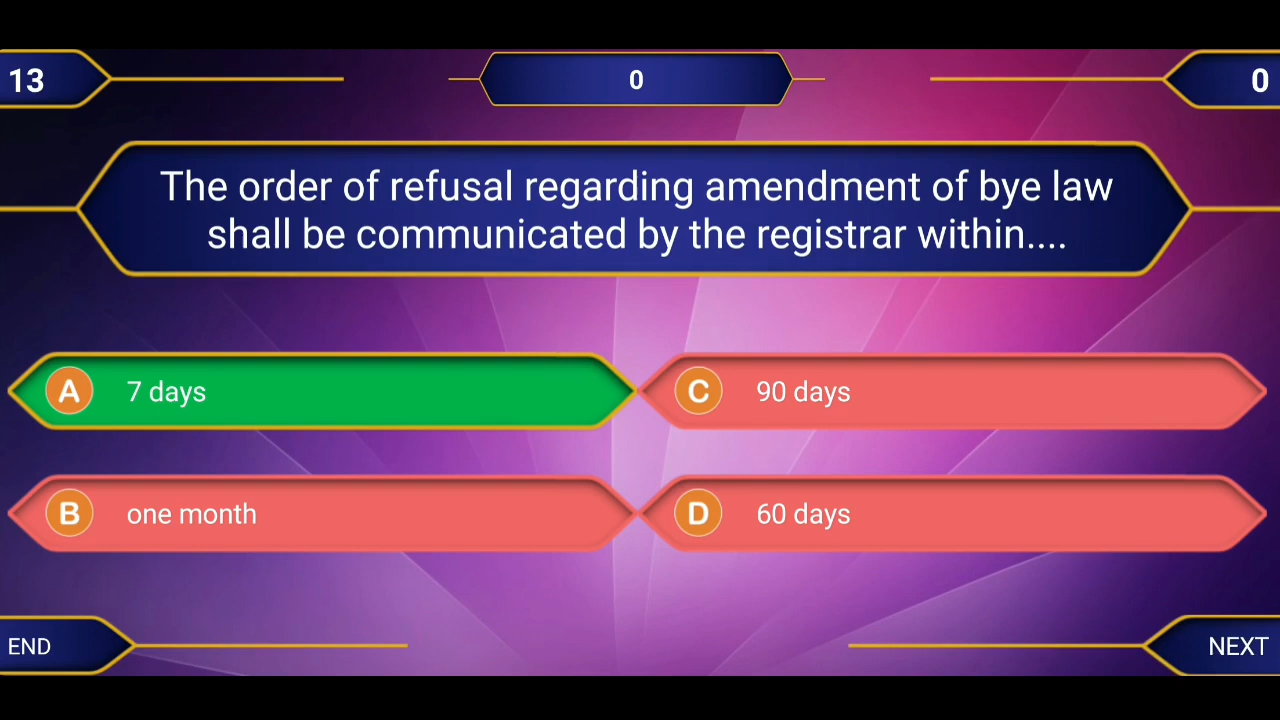 13
0
0
The order of refusal regarding amendment of bye law
shall be communicated by the registrar within....
A 7 days
C 90 days
B one month
D 60 days
END
NEXT